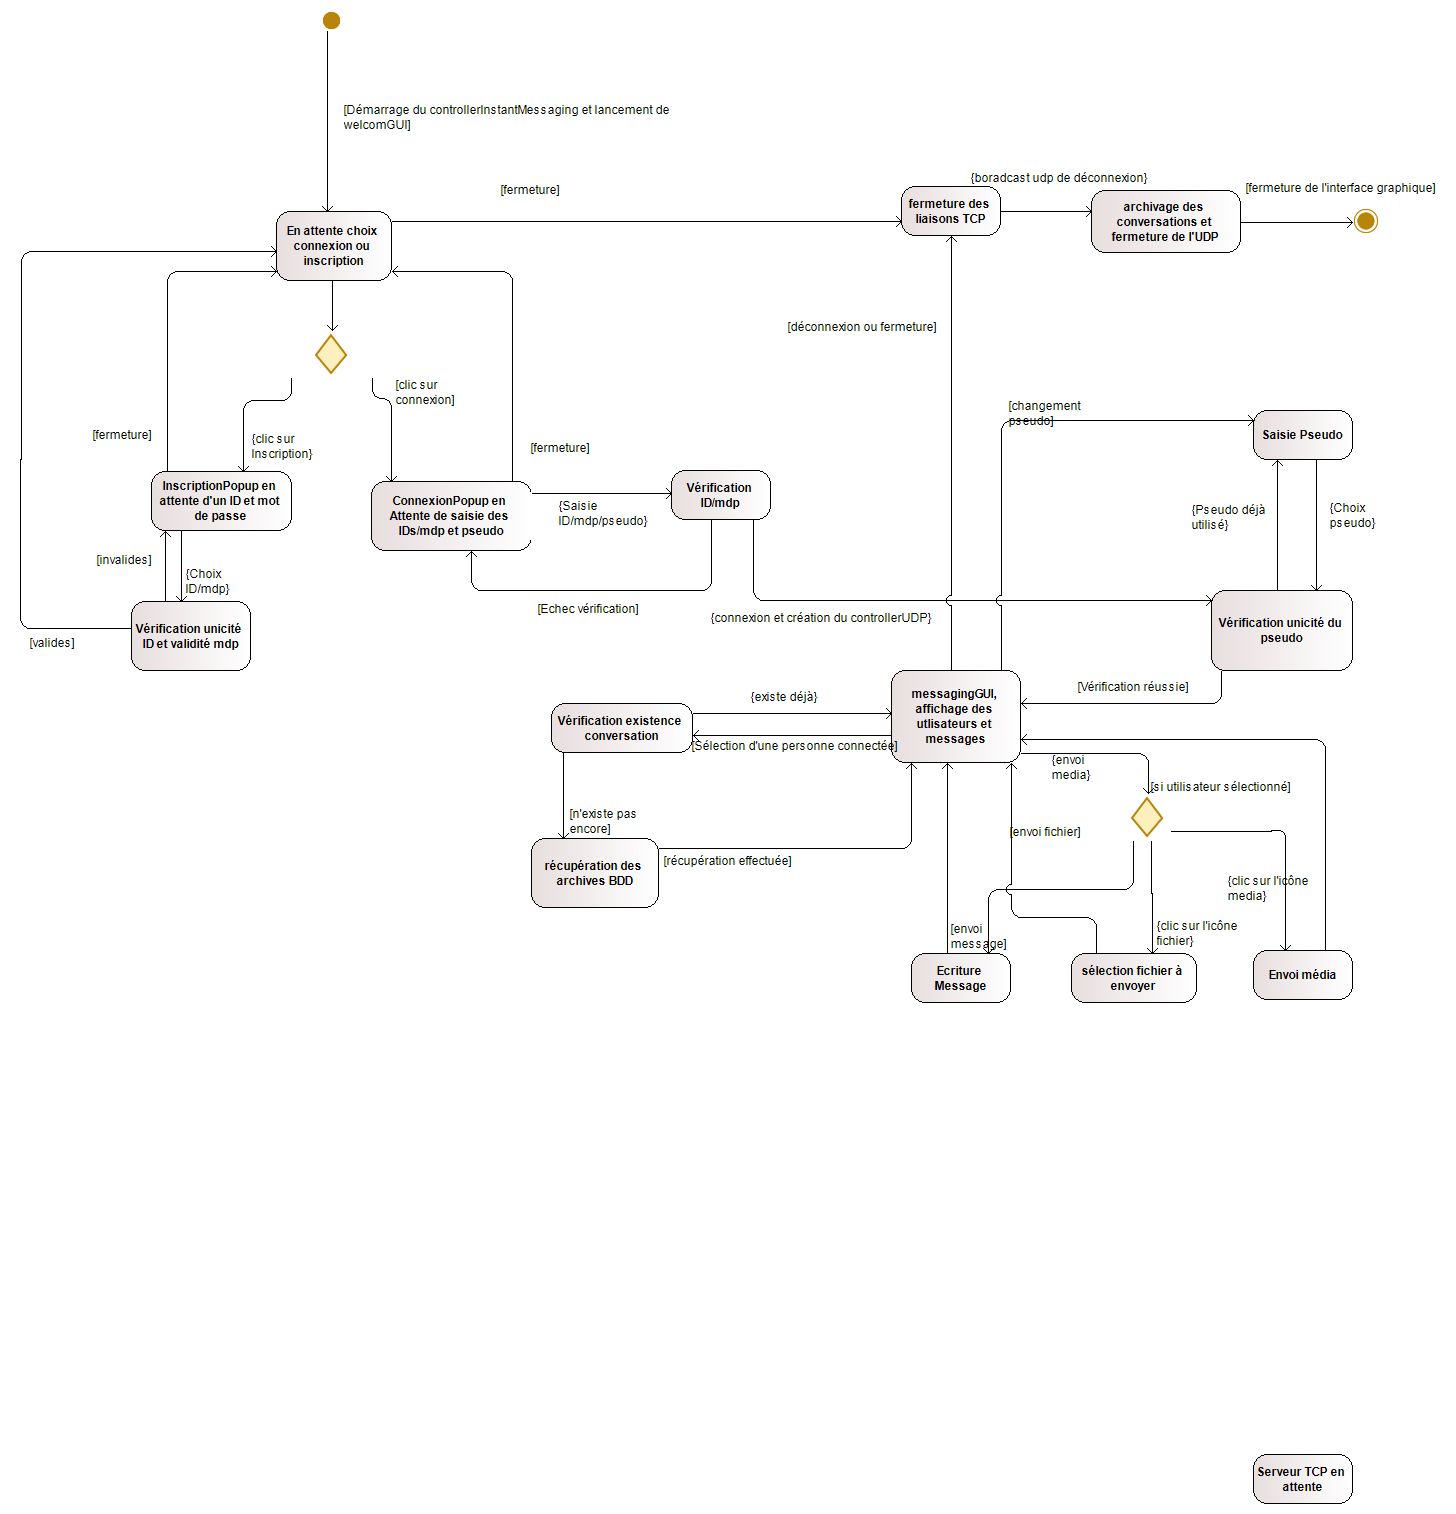 [Démarrage du controllerInstantMessaging et lancement de
welcomGUI]
{boradcast udp de déconnexion}
[fermeture]
[fermeture de l'interface graphique]
fermeture des
liaisons TCP
archivage des
conversations et
fermeture de l'UDP
En attente choix
connexion ou
inscription
[déconnexion ou fermeture]
[clic sur
connexion]
[changement
pseudo]
[fermeture]
{clic sur
Inscription}
[fermeture]
Saisie Pseudo
InscriptionPopup en
attente d'un ID et mot
de passe
ConnexionPopup en
Attente de saisie des
IDs/mdp et pseudo
{Saisie
ID/mdp/pseudo}
Vérification
ID/mdp
{Pseudo déjà
utilisé}
{Choix
pseudo}
[invalides]
{Choix
ID/mdp}
[Echec vérification]
{connexion et création du controllerUDP}
Vérification unicité
ID et validité mdp
[valides]
Vérification unicité du
pseudo
[Vérification réussie]
{existe déjà}
messagingGUI,
affichage des
utlisateurs et
messages
Vérification existence
conversation
[Sélection d'une personne connectée]
{envoi
media}
[si utilisateur sélectionné]
[n'existe pas
encore]
[envoi fichier]
récupération des
archives BDD
[récupération effectuée]
{clic sur l'icône
media}
[envoi
message]
{clic sur l'icône
fichier}
Ecriture
Message
sélection fichier à
envoyer
Envoi média
Serveur TCP en
attente